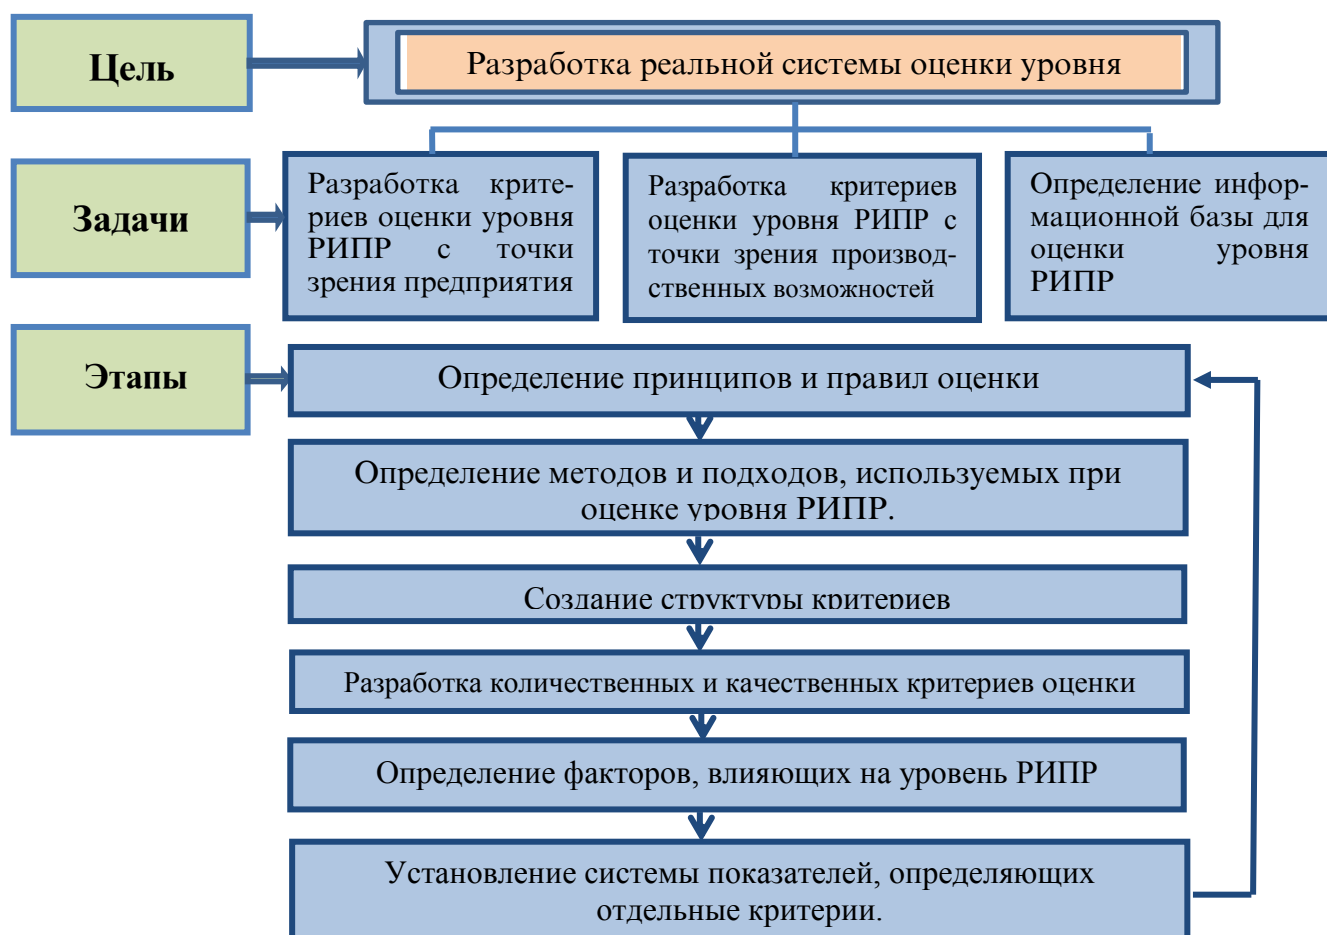 Цель
Разработка реальной системы оценки уровня
Задачи
Разработка крите-
риев оценки уровня
РИПР с точки
зрения предприятия
Разработка критериев
оценки уровня РИПР с
точки зрения производ-
ственных возможностей
Определение инфор-
мационной базы для
оценки уровня
РИПР
Этапы
Определение принципов и правил оценки
Определение методов и подходов, используемых при
оценке уровня РИПР.
Создание структуры критериев
Разработка количественных и качественных критериев оценки
Определение факторов, влияющих на уровень РИПР
Установление системы показателей, определяющих
отдельные критерии.